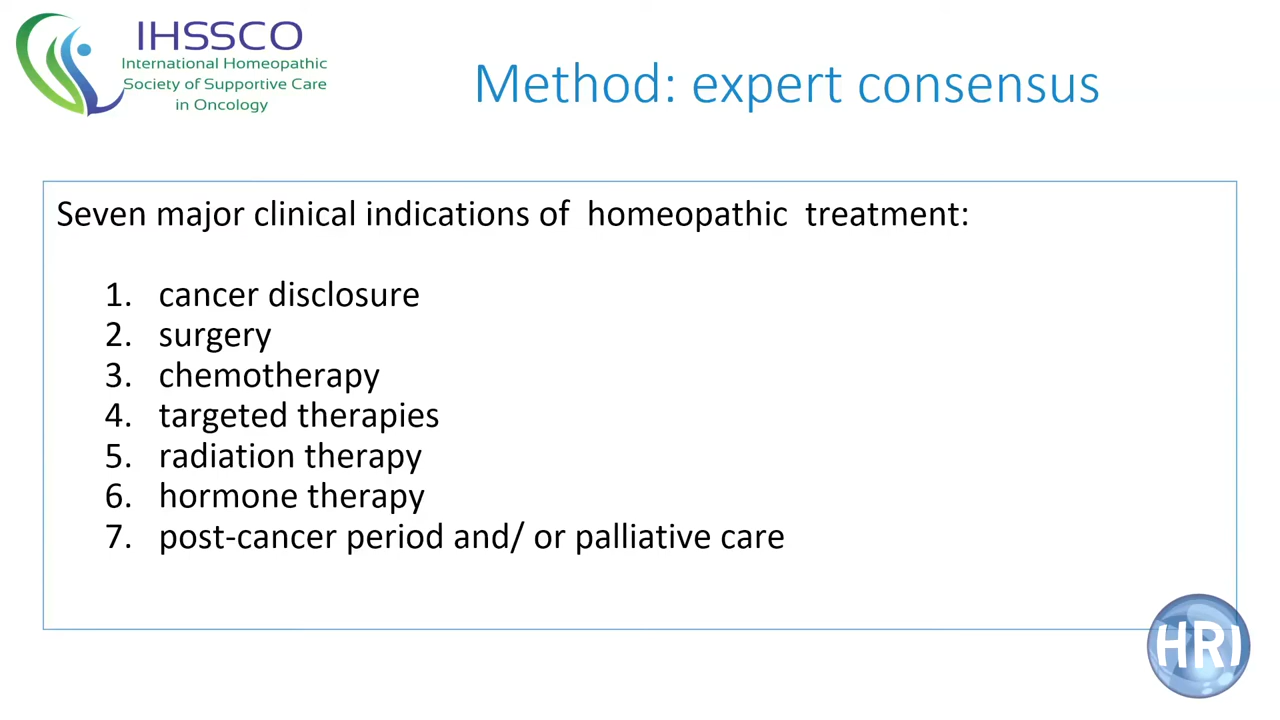 IHSSCO
International Homeopathic
Society of Supportive Care
in Oncology
Method: expert consensus
Seven major clinical indications of homeopathic treatment:
1. cancer disclosure
2. surgery
3. chemotherapy
4. targeted therapies
5. radiation therapy
6. hormone therapy
7. post-cancer period and/ or palliative care
HRI